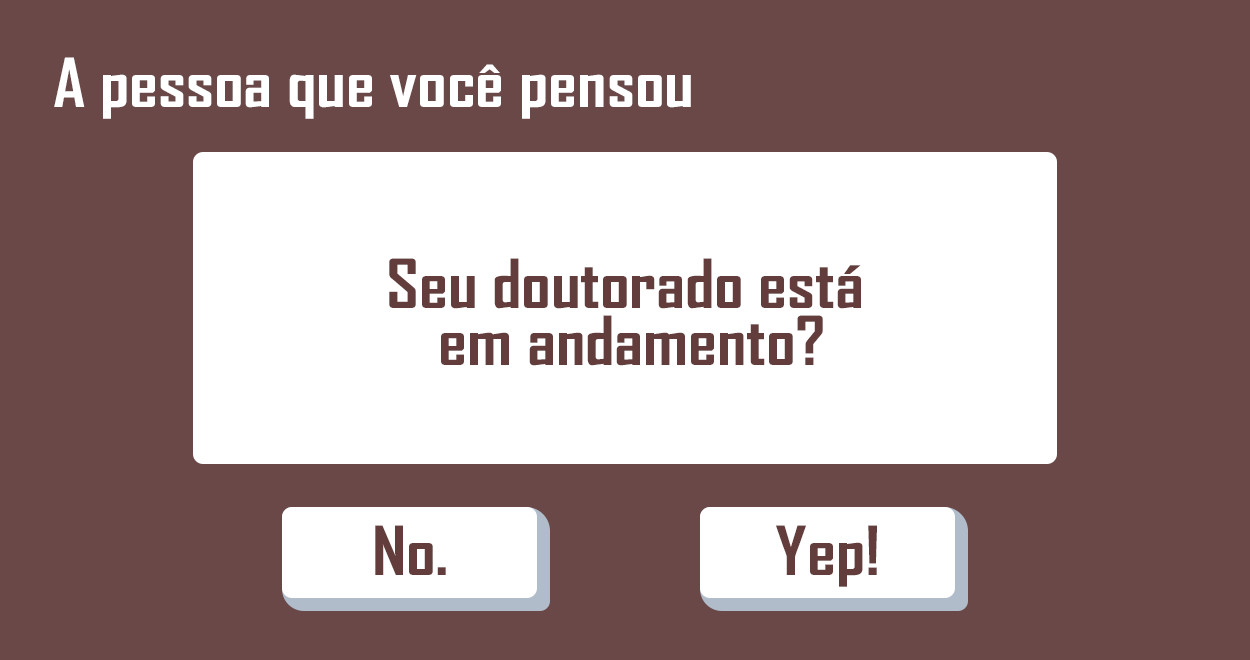 A pessoa que você pensou
Seu doutorado está
em andamento?
No.
Yep!